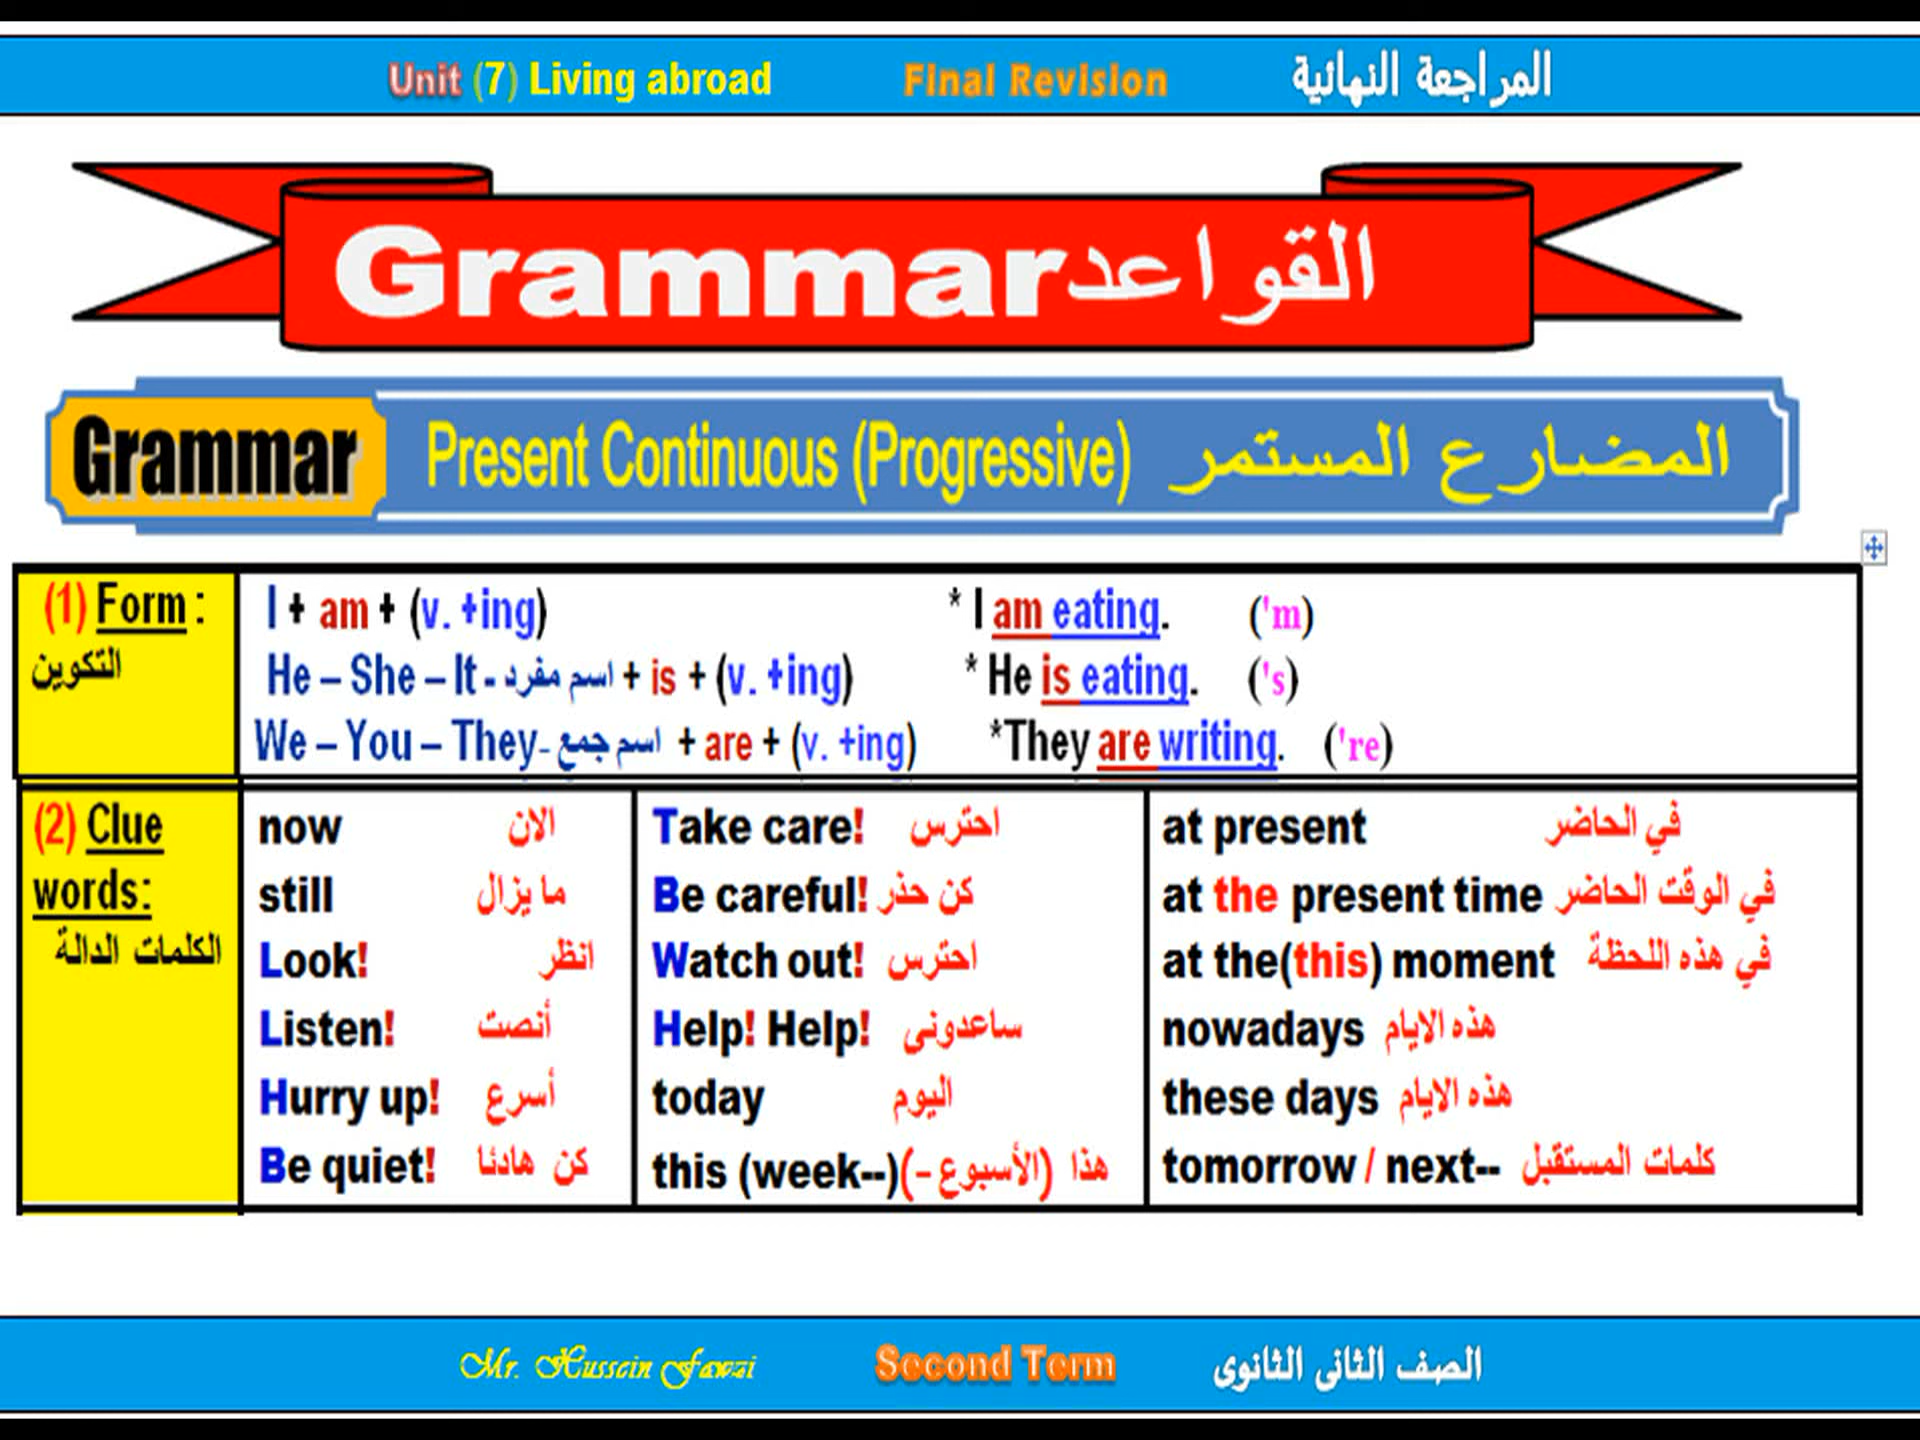 Unit (7) Living abroad Final Revision المراجعة النهائية
Grammar القواعد
Grammar Present Continuous (Progressive) المضارع المستمر
(1) Form :
التكوين
I + am + (v. +ing) * I am eating. ('m)
He – She – It - اسم مفرد + is + (v. +ing) * He is eating. ('s)
We – You – They- اسم جمع + are + (v. +ing) *They are writing. ('re)
(2) Clue
words:
الكلمات الدالة
now الان
still ما يزال
Look! انظر
Listen! أنصت
Hurry up! أسرع
Be quiet! كن هادئا
Take care! احترس
Be careful! كن حذر
Watch out! احترس
Help! Help! ساعدونى
today اليوم
this (week--) هذا (الأسبوع –)
at present في الحاضر
at the present time في الوقت الحاضر
at the(this) moment في هذه اللحظة
nowadays هذه الايام
these days هذه الايام
tomorrow / next-- كلمات المستقبل
Mr. Hussein Fawzi Second Term الصف الثانى الثانوى